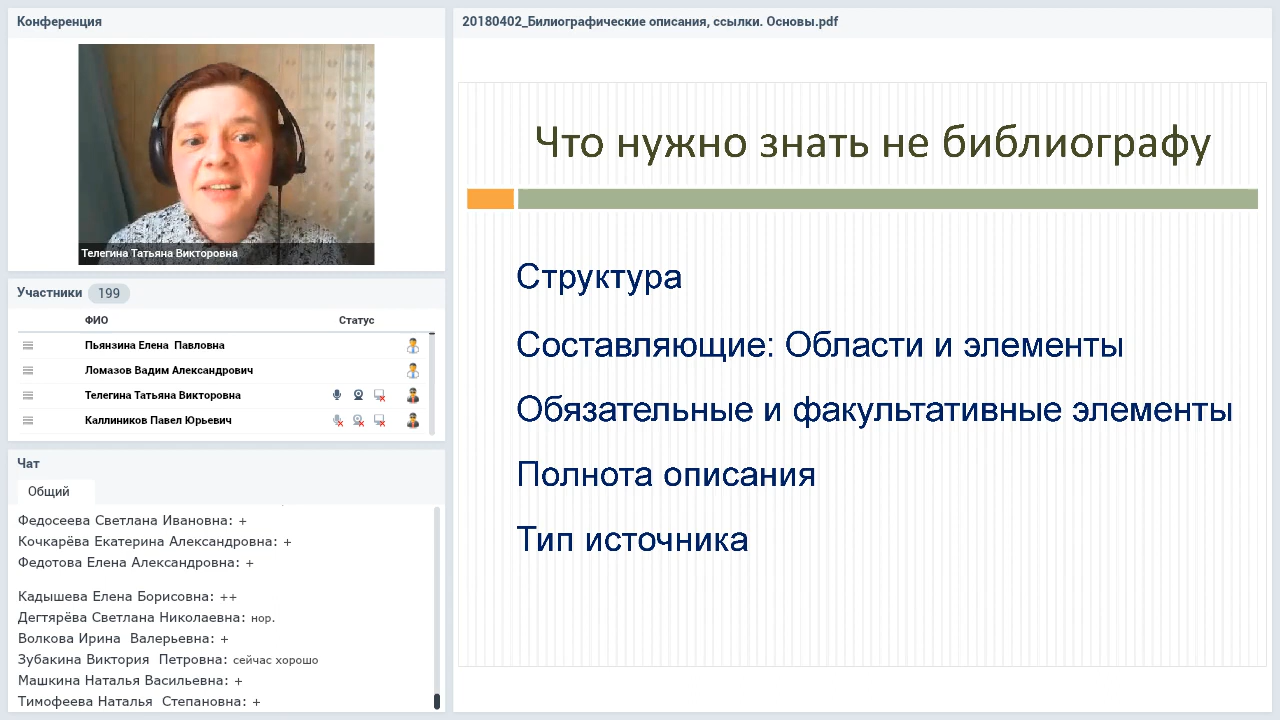 Конференция
Телегина Татьяна Викторовна
Участники 199
ФИО Статус
Пьянзина Елена Павловна
Ломазов Вадим Александрович
Телегина Татьяна Викторовна
Каллиников Павел Юрьевич
Чат
Общий
Федосеева Светлана Ивановна: +
Кочкарёва Екатерина Александровна: +
Федотова Елена Александровна: +
Кадышева Елена Борисовна: ++
Дегтярёва Светлана Николаевна: нор.
Волкова Ирина Валерьевна: +
Зубакина Виктория Петровна: сейчас хорошо
Машкина Наталья Васильевна: +
Тимофеева Наталья Степановна: +
20180402_Билиографические описания, ссылки. Основы.pdf
Что нужно знать не библиографу
Структура
Составляющие: Области и элементы
Обязательные и факультативные элементы
Полнота описания
Тип источника